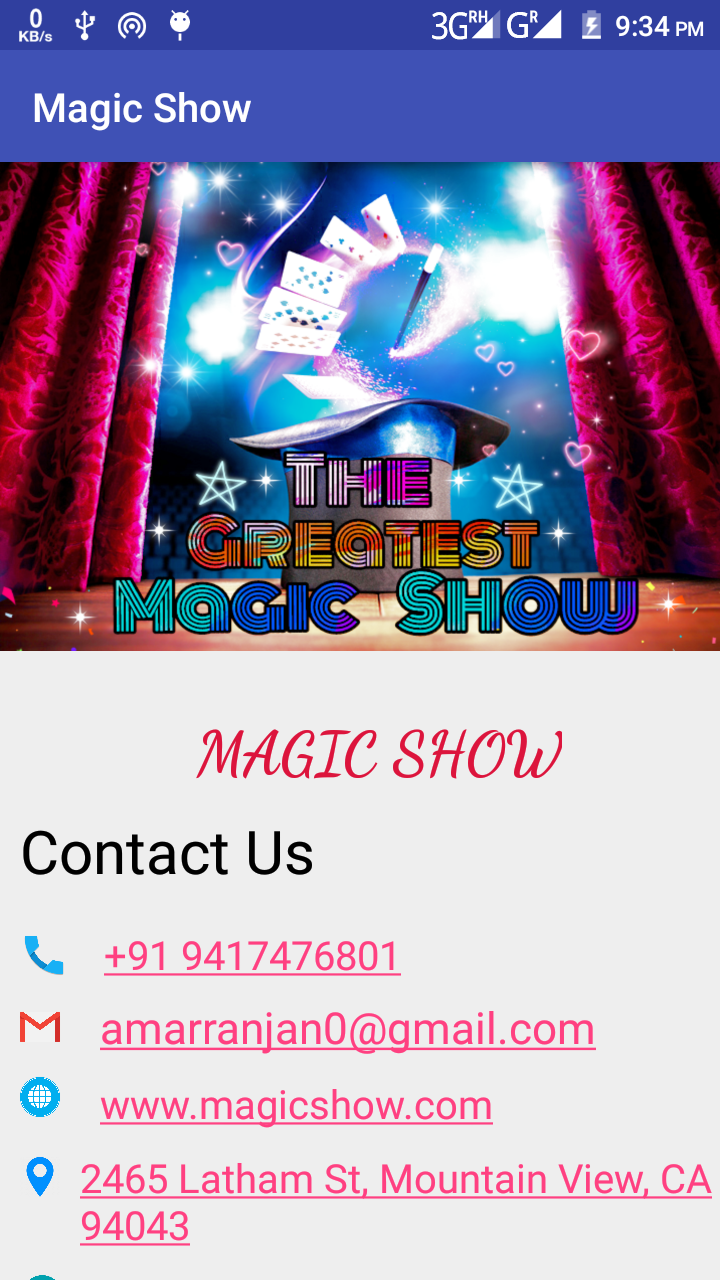 0
KB/s
3G RH G R 9:34 PM
Magic Show
THE
GREATEST
MAGIC SHOW
MAGIC SHOW
Contact Us
+91 9417476801
amarranjan0@gmail.com
www.magicshow.com
2465 Latham St, Mountain View, CA
94043